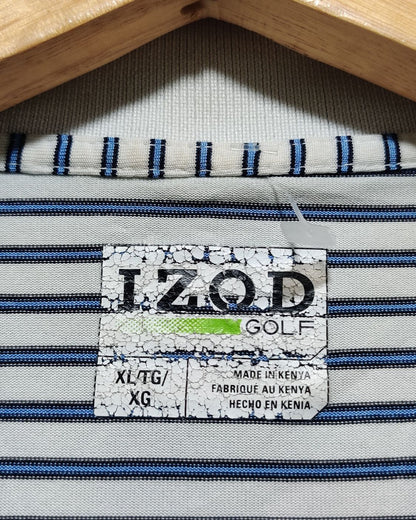 IZOD
GOLF
XL/TG/
XG
MADE IN KENYA
FABRIQUE AU KENYA
HECHO EN KENIA